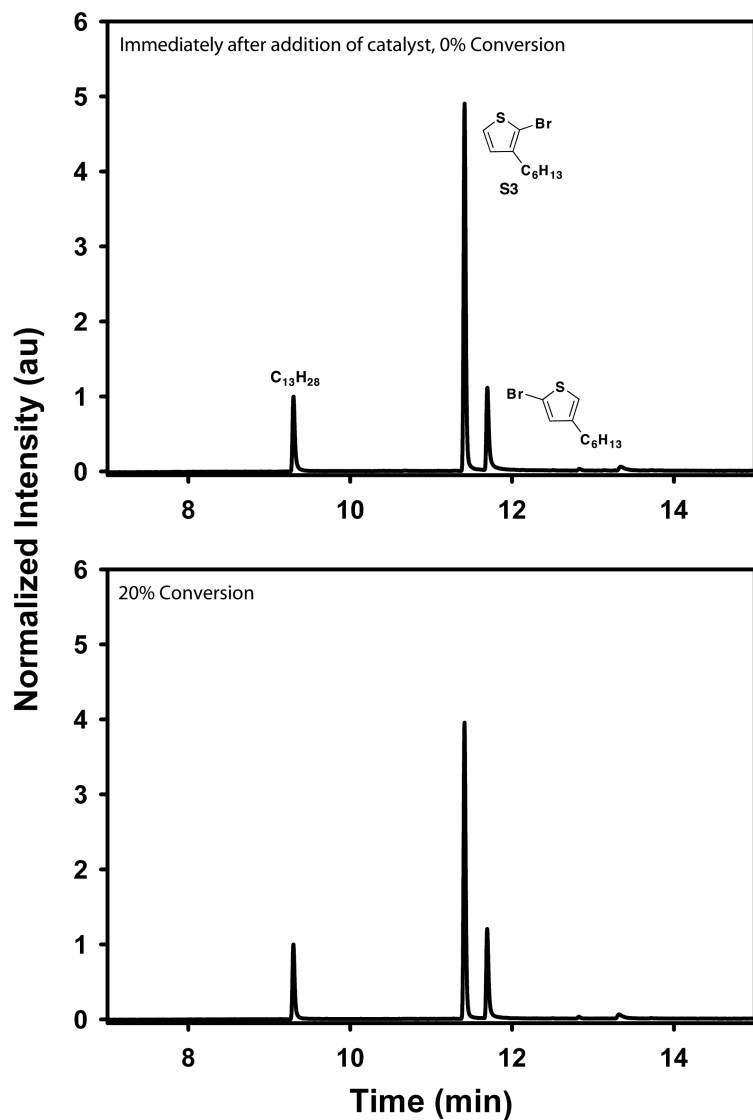 Normalized Intensity (au)
6
Immediately after addition of catalyst, 0% Conversion
5
S
Br
4
C6H13
S3
3
2
C13H28
1
Br
S
C6H13
0
8
10
12
14
6
20% Conversion
5
4
3
2
1
0
8
10
12
14
Time (min)